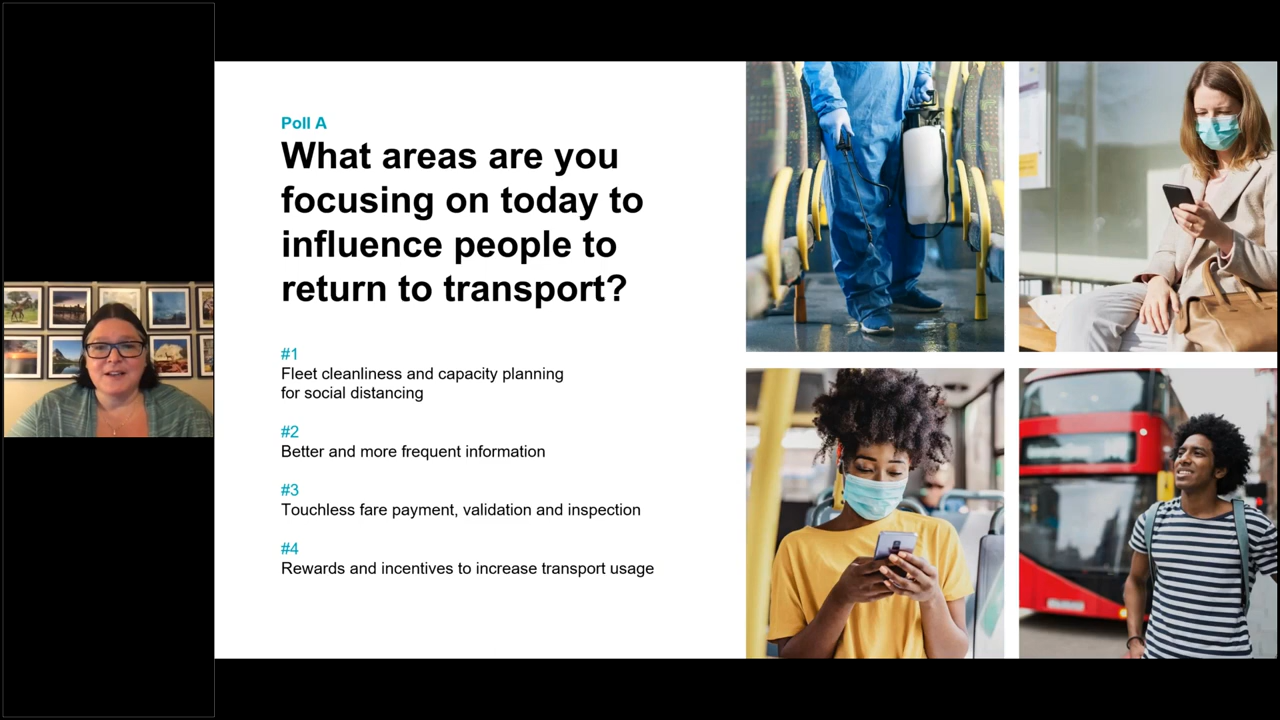 Poll A
What areas are you
focusing on today to
influence people to
return to transport?
#1
Fleet cleanliness and capacity planning
for social distancing
#2
Better and more frequent information
#3
Touchless fare payment, validation and inspection
#4
Rewards and incentives to increase transport usage